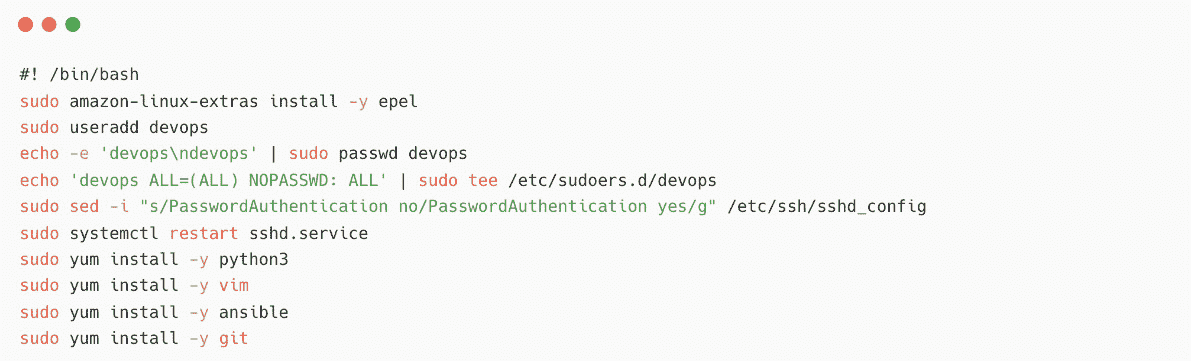 #! /bin/bash
sudo amazon-linux-extras install -y epel
sudo useradd devops
echo -e 'devops\ndevops' | sudo passwd devops
echo 'devops ALL=(ALL) NOPASSWD: ALL' | sudo tee /etc/sudoers.d/devops
sudo sed -i "s/PasswordAuthentication no/PasswordAuthentication yes/g" /etc/ssh/sshd_config
sudo systemctl restart sshd.service
sudo yum install -y python3
sudo yum install -y vim
sudo yum install -y ansible
sudo yum install -y git